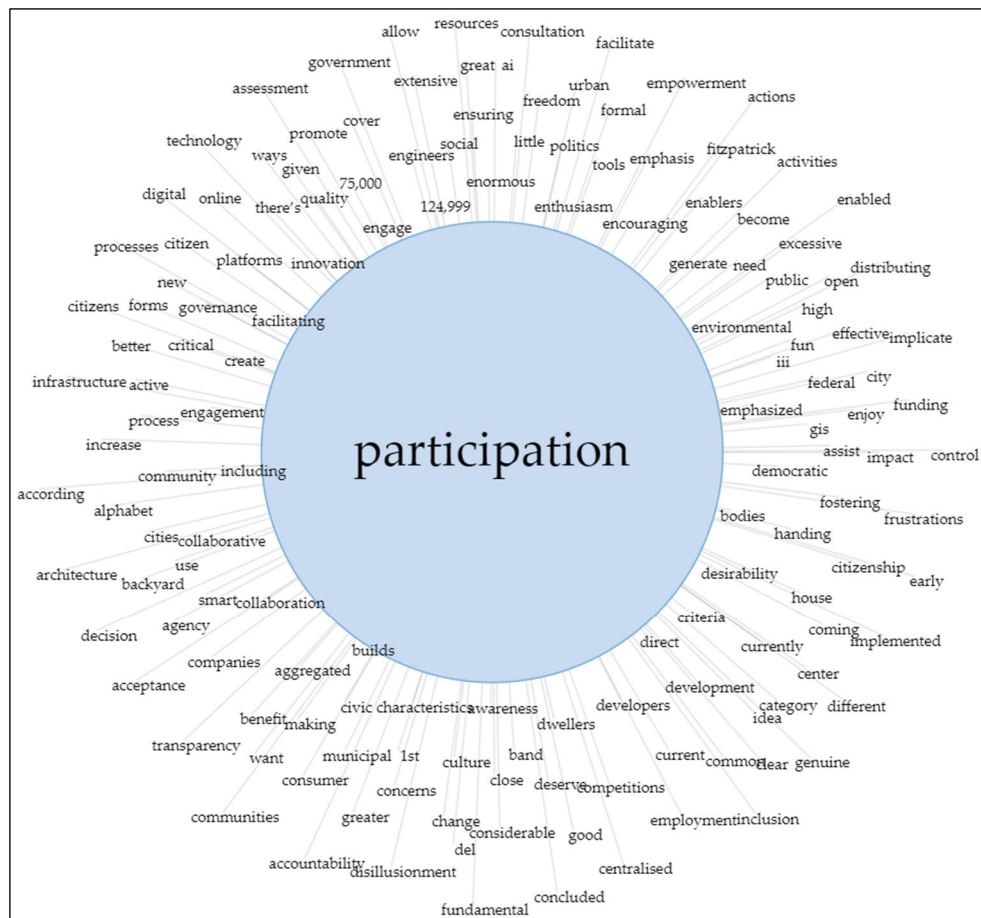 resources
allow
consultation
facilitate
government
great
ai
extensive
urban
empowerment
assessment
freedom
actions
ensuring
formal
cover
promote
technology
social
little
politics
fitzpatrick
ways
engineers
tools
emphasis
activities
given
75,000
enormous
digital
online
there's
quality
124,999
enthusiasm
enablers
enabled
engage
encouraging
become
processes
citizen
platforms
innovation
excessive
generate
need
distributing
new
public
open
citizens
forms
governance
facilitating
high
environmental
effective
implicate
better
critical
fun
create
iii
infrastructure
active
federal
city
process
engagement
emphasized
enjoy
funding
increase
gis
participation
assist
impact
control
community
including
democratic
according
alphabet
fostering
bodies
frustrations
cities
collaborative
handing
use
citizenship
architecture
backyard
desirability
early
smart
collaboration
house
agency
criteria
coming
decision
direct
currently
implemented
builds
companies
aggregated
center
acceptance
development
civic
characteristics
awareness
developers
category
different
benefit
making
dwellers
idea
transparency
want
municipal
1st
band
current
common
clear
genuine
culture
consumer
close
deserve
competitions
concerns
communities
greater
change
considerable
good
employment
inclusion
del
accountability
disillusionment
centralised
concluded
fundamental